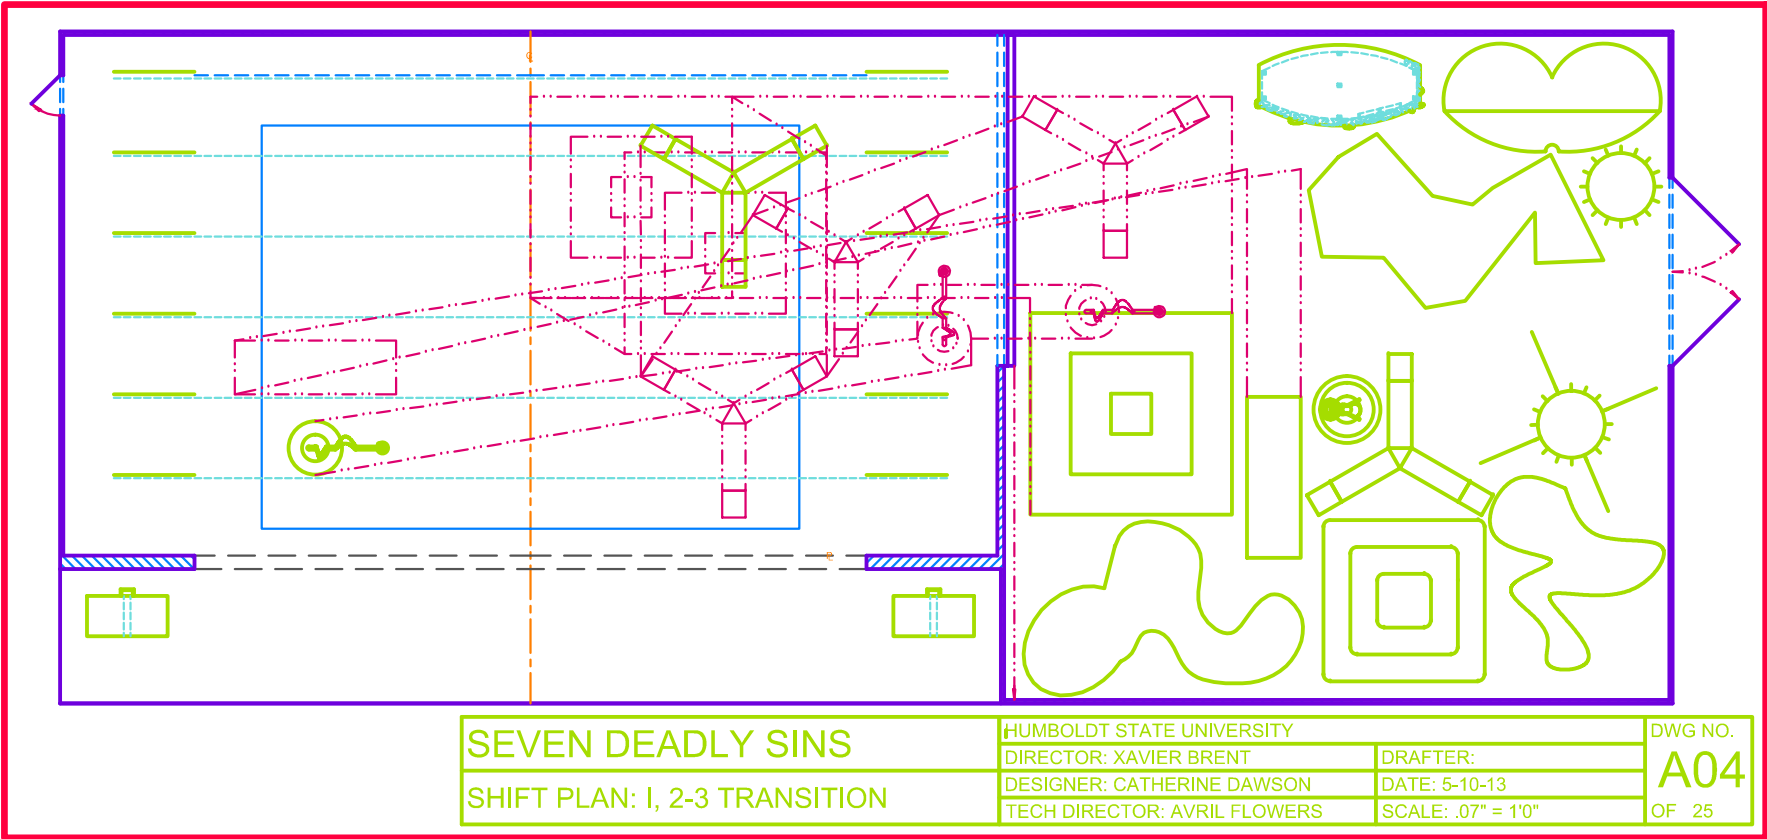 SEVEN DEADLY SINS
SHIFT PLAN: I, 2-3 TRANSITION
HUMBOLDT STATE UNIVERSITY
DIRECTOR: XAVIER BRENT
DRAFTER:
DESIGNER: CATHERINE DAWSON
DATE: 5-10-13
TECH DIRECTOR: AVRIL FLOWERS
SCALE: .07" = 1'0"
DWG NO.
A04
OF 25